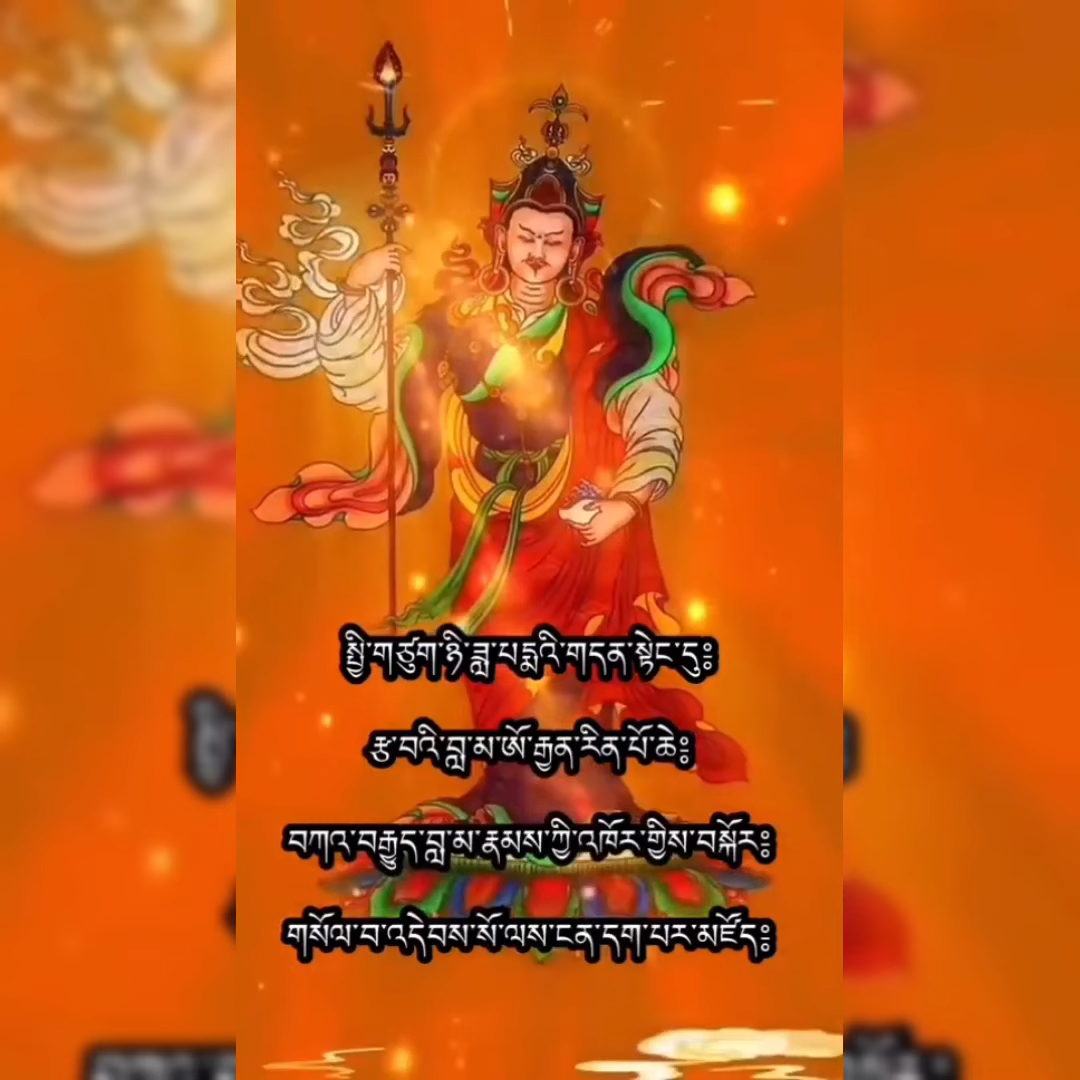 སྤྱི་གཙུག་ཉི་ཟླ་པདྨའི་གདན་སྟེང་དུ༔
རྩ་བའི་བླ་མ་ཨོ་རྒྱན་རིན་པོ་ཆེ༔
བཀའ་བརྒྱུད་བླ་མ་རྣམས་ཀྱི་འཁོར་གྱིས་བསྐོར༔
གསོལ་བ་འདེབས་སོ་ལས་ངན་དག་པར་མཛོད༔